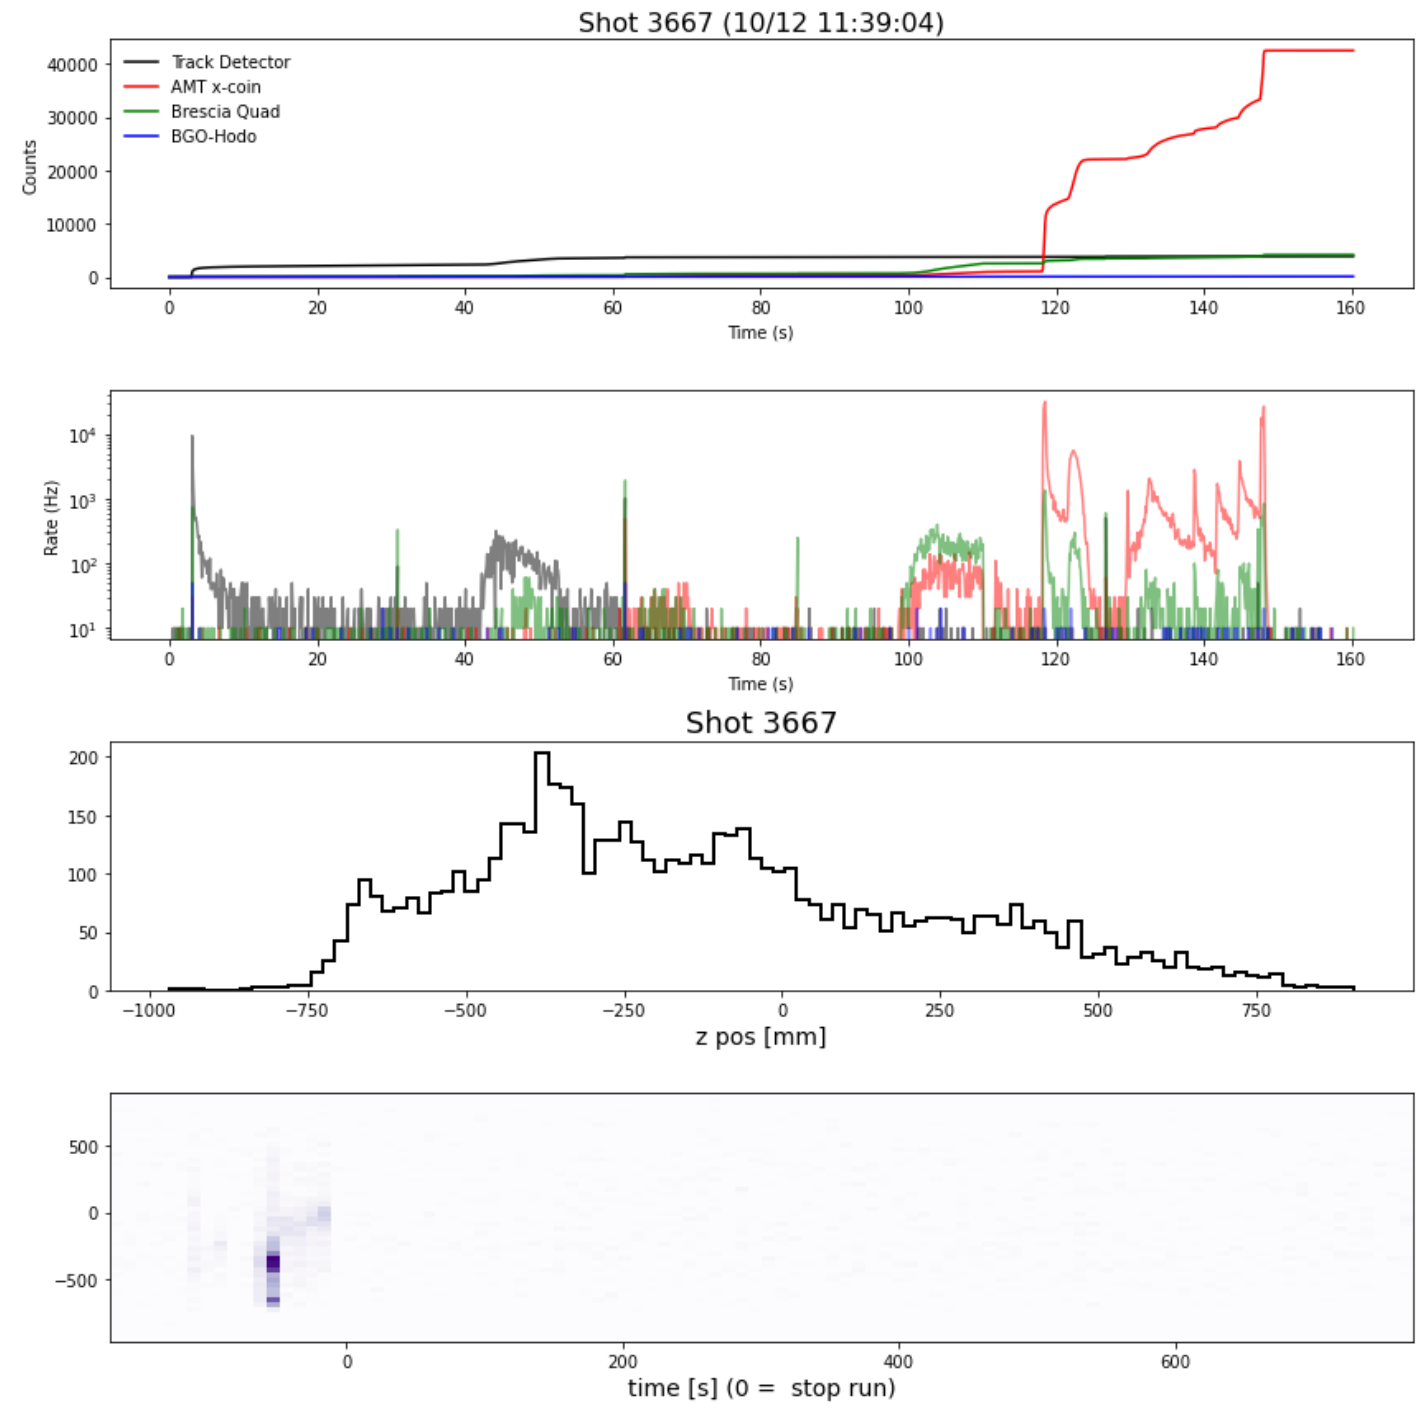 Shot 3667 (10/12 11:39:04)
Track Detector
AMT x-coin
Brescia Quad
BGO-Hodo
Counts
40000
30000
20000
10000
0
0 20 40 60 80 100 120 140 160
Time (s)
Rate (Hz)
10⁴
10³
10²
10¹
0 20 40 60 80 100 120 140 160
Time (s)
Shot 3667
200
150
100
50
0
−1000 −750 −500 −250 0 250 500 750
z pos [mm]
500
0
−500
0 200 400 600
time [s] (0 = stop run)